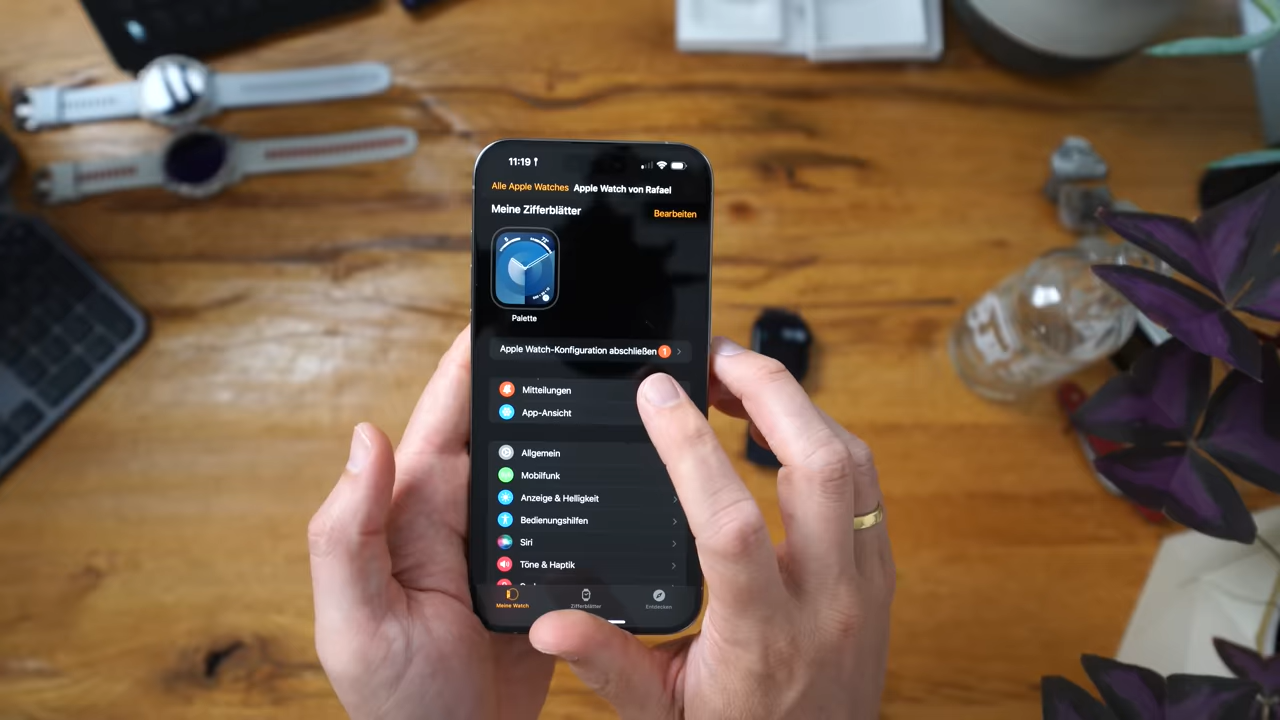 11:19
Alle Apple Watches Apple Watch von Rafael
Meine Zifferblätter Bearbeiten
Palette
Apple Watch-Konfiguration abschließen 1
Mitteilungen
App-Ansicht
Allgemein
Mobilfunk
Anzeige & Helligkeit
Bedienungshilfen
Siri
Töne & Haptik
Meine Watch Zifferblätter Entdecken